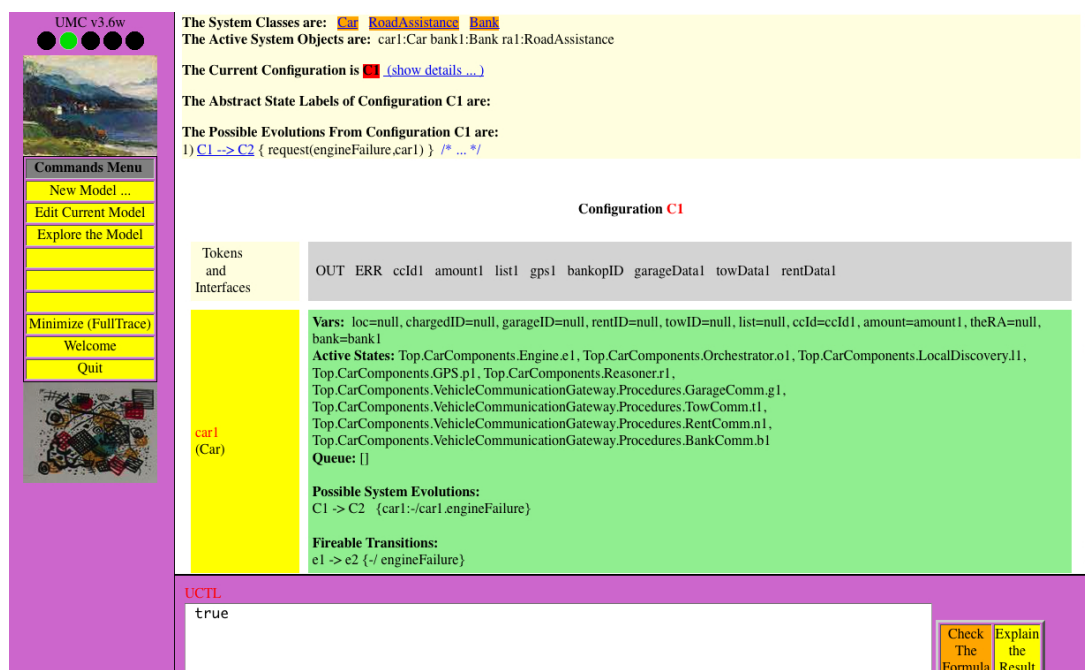 UMC v3.6w
Commands Menu
New Model ...
Edit Current Model
Explore the Model
Minimize (FullTrace)
Welcome
Quit
The System Classes are: Car RoadAssistance Bank
The Active System Objects are: car1:Car bank1:Bank ra1:RoadAssistance
The Current Configuration is C1 (show details ... )
The Abstract State Labels of Configuration C1 are:
The Possible Evolutions From Configuration C1 are:
1) C1 --> C2 { request(engineFailure,car1) } /* ... */
Configuration C1
Tokens
and
Interfaces
OUT ERR ccId1 amount1 list1 gps1 bankopID garageData1 towData1 rentData1
car1
(Car)
Vars: loc=null, chargedID=null, garageID=null, rentID=null, towID=null, list=null, ccId=ccId1, amount=amount1, theRA=null,
bank=bank1
Active States: Top.CarComponents.Engine.e1, Top.CarComponents.Orchestrator.o1, Top.CarComponents.LocalDiscovery.l1,
Top.CarComponents.GPS.p1, Top.CarComponents.Reasoner.r1,
Top.CarComponents.VehicleCommunicationGateway.Procedures.GarageComm.g1,
Top.CarComponents.VehicleCommunicationGateway.Procedures.TowComm.t1,
Top.CarComponents.VehicleCommunicationGateway.Procedures.RentComm.n1,
Top.CarComponents.VehicleCommunicationGateway.Procedures.BankComm.b1
Queue: []
Possible System Evolutions:
C1 -> C2 {car1:-/car1.engineFailure}
Fireable Transitions:
e1 -> e2 {-/ engineFailure}
UCTL
true
Check
The
Formula
Explain
the
Result